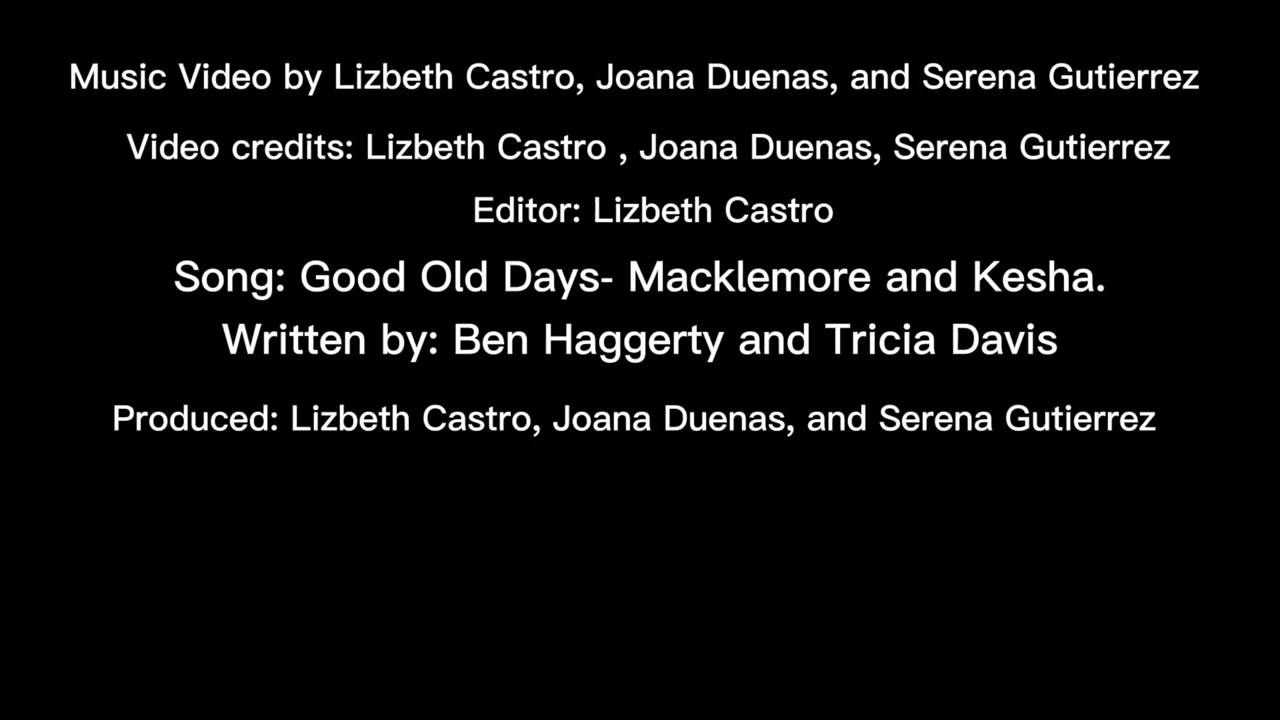 Music Video by Lizbeth Castro, Joana Duenas, and Serena Gutierrez
Video credits: Lizbeth Castro , Joana Duenas, Serena Gutierrez
Editor: Lizbeth Castro
Song: Good Old Days- Macklemore and Kesha.
Written by: Ben Haggerty and Tricia Davis
Produced: Lizbeth Castro, Joana Duenas, and Serena Gutierrez